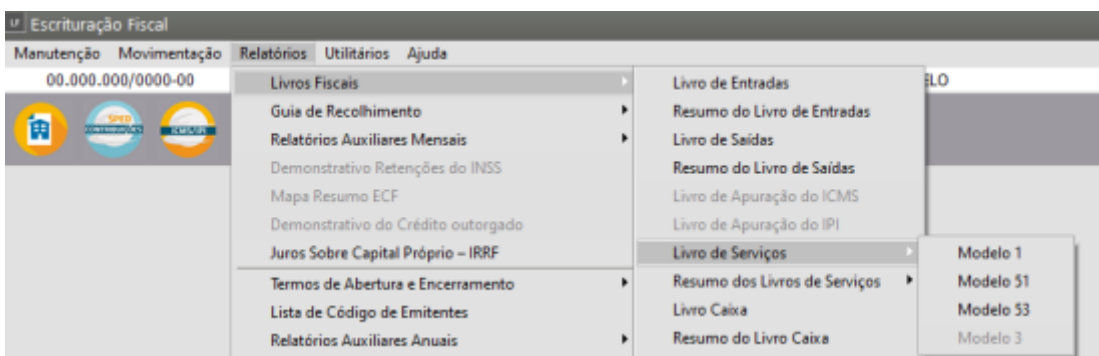 LF Escrituração Fiscal
Manutenção Movimentação Relatórios Utilitários Ajuda
00.000.000/0000-00
ELO
SPED
CONTRIBUIÇÕES
ICMS/IPI
Livros Fiscais
Guia de Recolhimento
Relatórios Auxiliares Mensais
Demonstrativo Retenções do INSS
Mapa Resumo ECF
Demonstrativo do Crédito outorgado
Juros Sobre Capital Próprio – IRRF
Termos de Abertura e Encerramento
Lista de Código de Emitentes
Relatórios Auxiliares Anuais
Livro de Entradas
Resumo do Livro de Entradas
Livro de Saídas
Resumo do Livro de Saídas
Livro de Apuração do ICMS
Livro de Apuração do IPI
Livro de Serviços
Resumo dos Livros de Serviços
Livro Caixa
Resumo do Livro Caixa
Modelo 1
Modelo 51
Modelo 53
Modelo 3